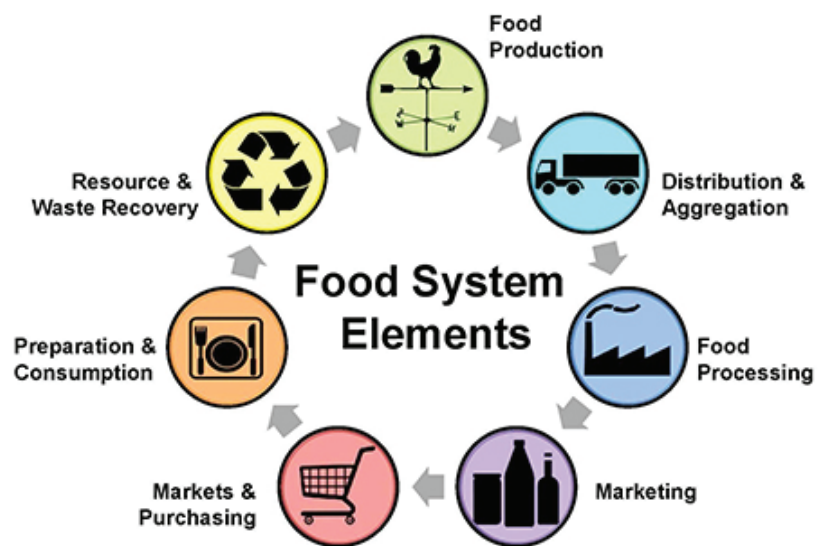 Food
Production
Distribution &
Aggregation
Food
Processing
Marketing
Markets &
Purchasing
Preparation &
Consumption
Resource &
Waste Recovery
Food System
Elements